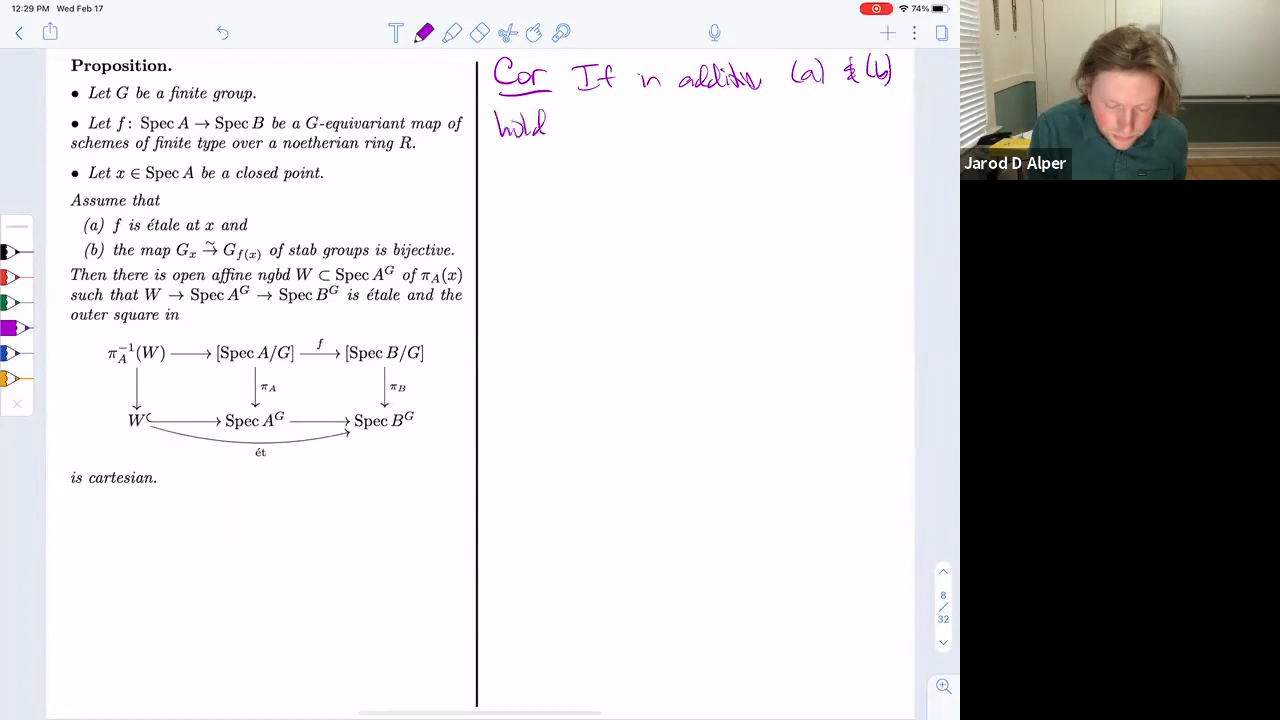 12:29 PM Wed Feb 17
74%
Proposition.
• Let G be a finite group.
• Let f : Spec A → Spec B be a G-equivariant map of
schemes of finite type over a noetherian ring R.
• Let x ∈ Spec A be a closed point.
Assume that
(a) f is étale at x and
(b) the map G_x ⥲ G_{f(x)} of stab groups is bijective.
Then there is open affine ngbd W ⊂ Spec A^G of π_A(x)
such that W → Spec A^G → Spec B^G is étale and the
outer square in
π_A^{-1}(W) → [Spec A/G] f → [Spec B/G]
π_A π_B
W ↪ Spec A^G → Spec B^G
ét
is cartesian.
Cor If in addition (a) & (b)
hold
Jarod D Alper
8
/
32